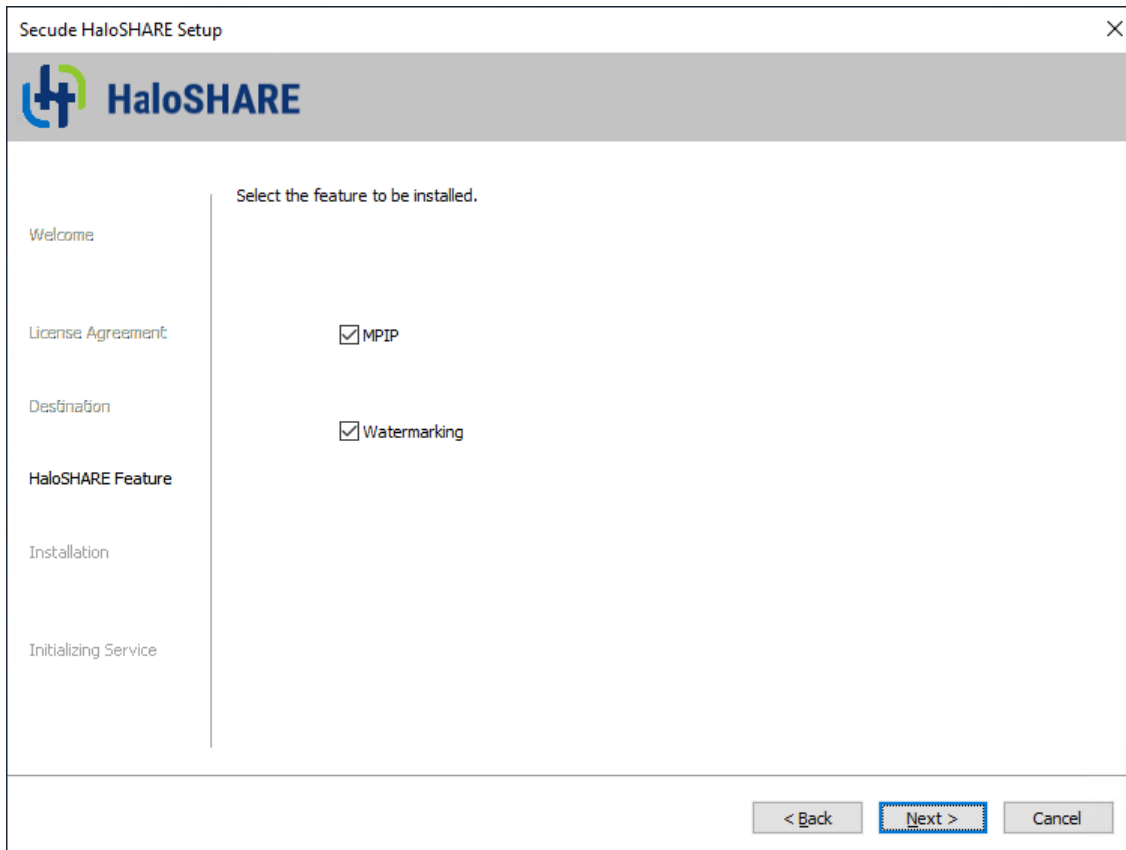 Secude HaloSHARE Setup
HaloSHARE
Select the feature to be installed.
Welcome
License Agreement
Destination
HaloSHARE Feature
Installation
Initializing Service
MPIP
Watermarking
< Back
Next >
Cancel